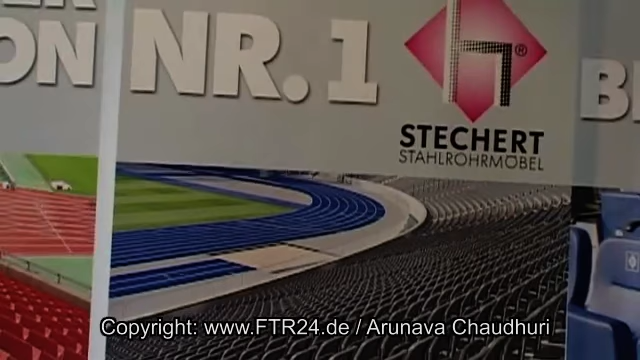 ON
NR. 1
STECHERT
STAHLROHRMÖBEL
Copyright: www.FTR24.de / Arunava Chaudhuri